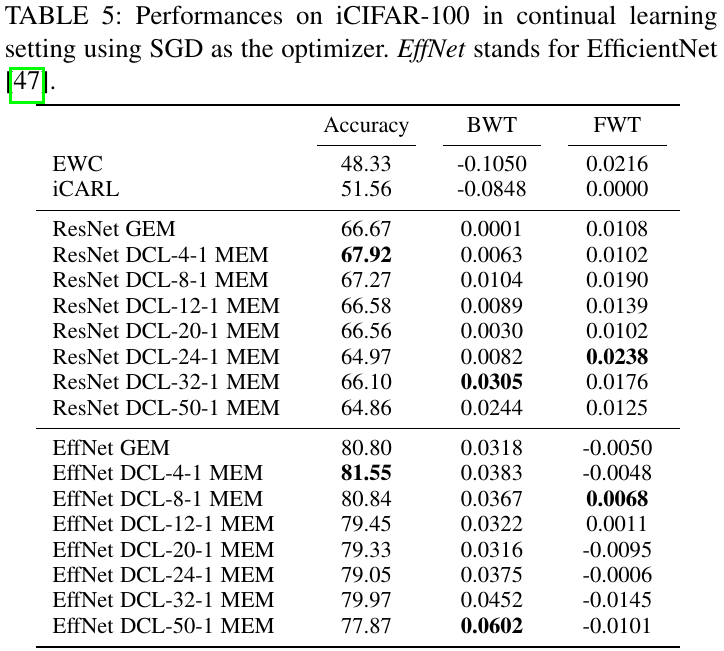 TABLE 5: Performances on iCIFAR-100 in continual learning
setting using SGD as the optimizer. EffNet stands for EfficientNet
[47].
Accuracy BWT FWT
EWC 48.33 -0.1050 0.0216
iCARL 51.56 -0.0848 0.0000
ResNet GEM 66.67 0.0001 0.0108
ResNet DCL-4-1 MEM 67.92 0.0063 0.0102
ResNet DCL-8-1 MEM 67.27 0.0104 0.0190
ResNet DCL-12-1 MEM 66.58 0.0089 0.0139
ResNet DCL-20-1 MEM 66.56 0.0030 0.0102
ResNet DCL-24-1 MEM 64.97 0.0082 0.0238
ResNet DCL-32-1 MEM 66.10 0.0305 0.0176
ResNet DCL-50-1 MEM 64.86 0.0244 0.0125
EffNet GEM 80.80 0.0318 -0.0050
EffNet DCL-4-1 MEM 81.55 0.0383 -0.0048
EffNet DCL-8-1 MEM 80.84 0.0367 0.0068
EffNet DCL-12-1 MEM 79.45 0.0322 0.0011
EffNet DCL-20-1 MEM 79.33 0.0316 -0.0095
EffNet DCL-24-1 MEM 79.05 0.0375 -0.0006
EffNet DCL-32-1 MEM 79.97 0.0452 -0.0145
EffNet DCL-50-1 MEM 77.87 0.0602 -0.0101